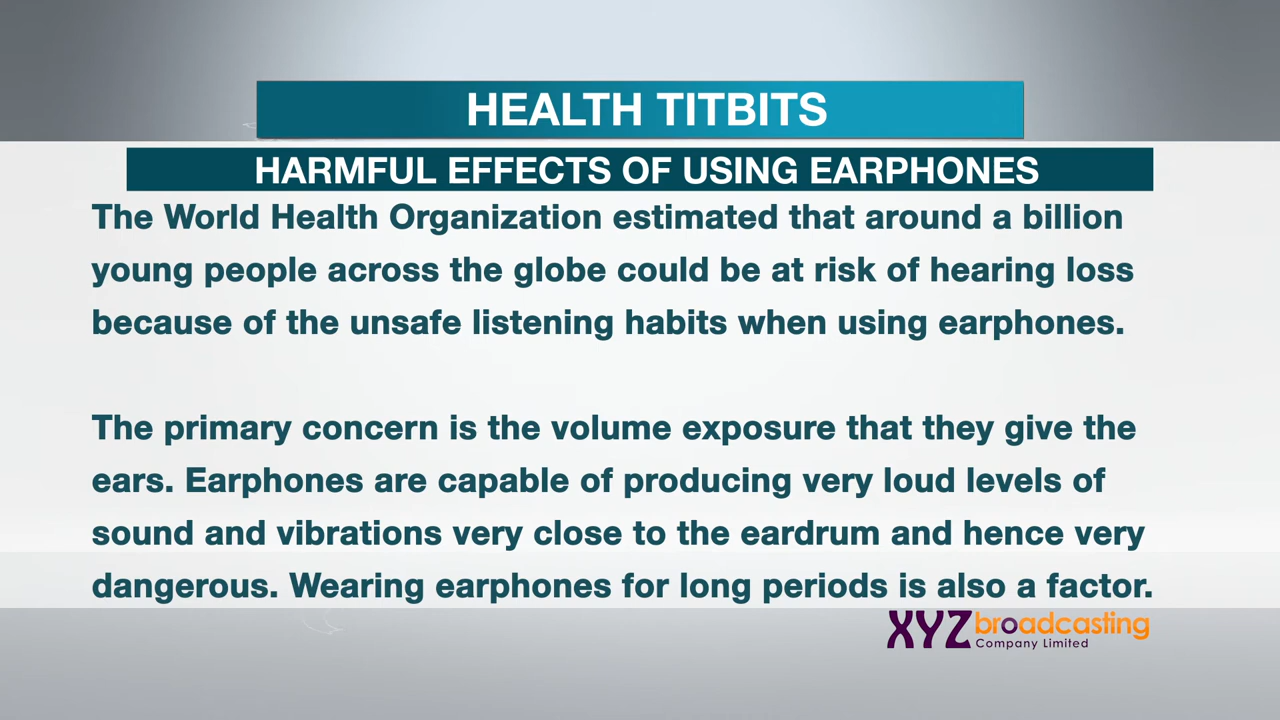 HEALTH TITBITS
HARMFUL EFFECTS OF USING EARPHONES
The World Health Organization estimated that around a billion
young people across the globe could be at risk of hearing loss
because of the unsafe listening habits when using earphones.
The primary concern is the volume exposure that they give the
ears. Earphones are capable of producing very loud levels of
sound and vibrations very close to the eardrum and hence very
dangerous. Wearing earphones for long periods is also a factor.
XYZ broadcasting
Company Limited